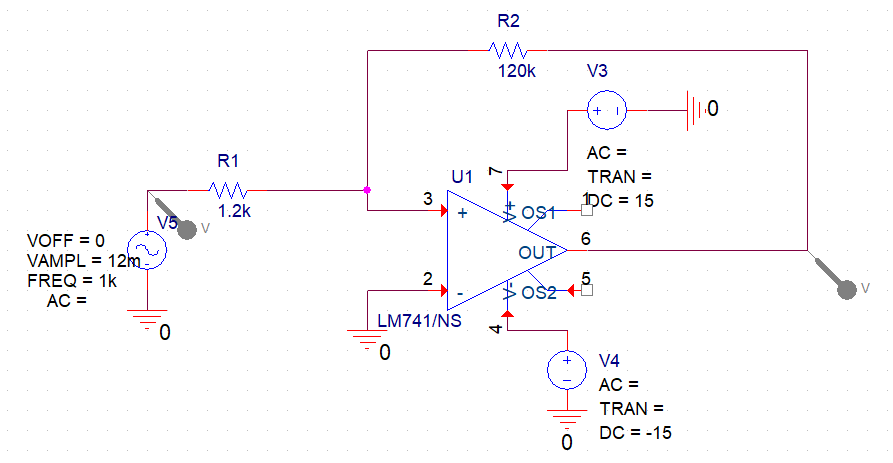 R2
120k
V3
0
AC =
TRAN =
DC = 15
R1
1.2k
U1
7
3
+
V+
OS1
1
V5
V
VOFF = 0
VAMPL = 12m
FREQ = 1k
AC =
0
OUT
6
2
-
V-
OS2
5
V
LM741/NS
0
4
V4
AC =
TRAN =
DC = -15
0